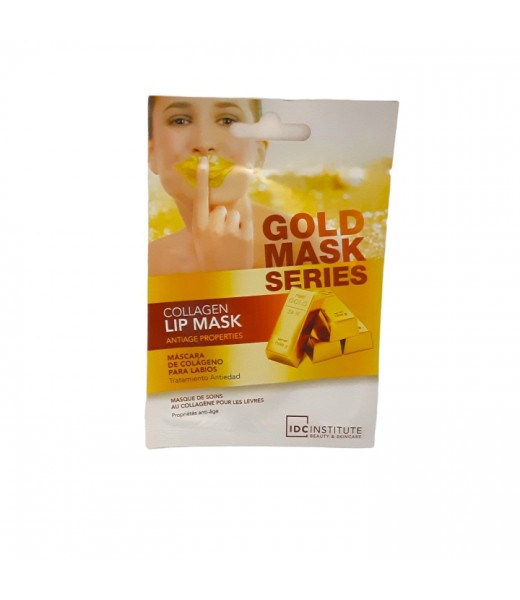 GOLD
MASK
SERIES
COLLAGEN
LIP MASK
ANTIAGE PROPERTIES
MÁSCARA
DE COLÁGENO
PARA LABIOS
Tratamiento Antiedad
MASQUE DE SOINS
AU COLLAGÈNE POUR LES LEVRES
Propriétés anti-âge
IDC INSTITUTE
BEAUTY & SKINCARE